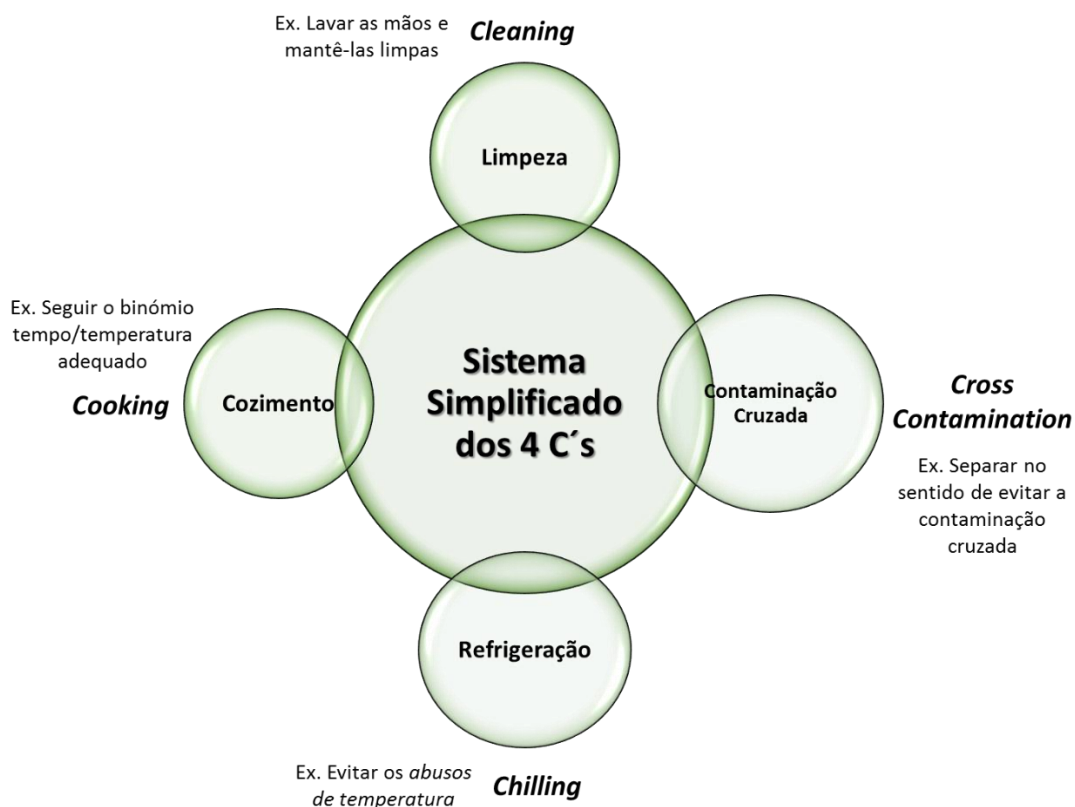 Ex. Lavar as mãos e
mantê-las limpas
Cleaning
Limpeza
Ex. Seguir o binómio
tempo/temperatura
adequado
Cooking
Cozimento
Sistema
Simplificado
dos 4 C´s
Contaminação
Cruzada
Cross
Contamination
Ex. Separar no
sentido de evitar a
contaminação
cruzada
Refrigeração
Ex. Evitar os abusos
de temperatura
Chilling